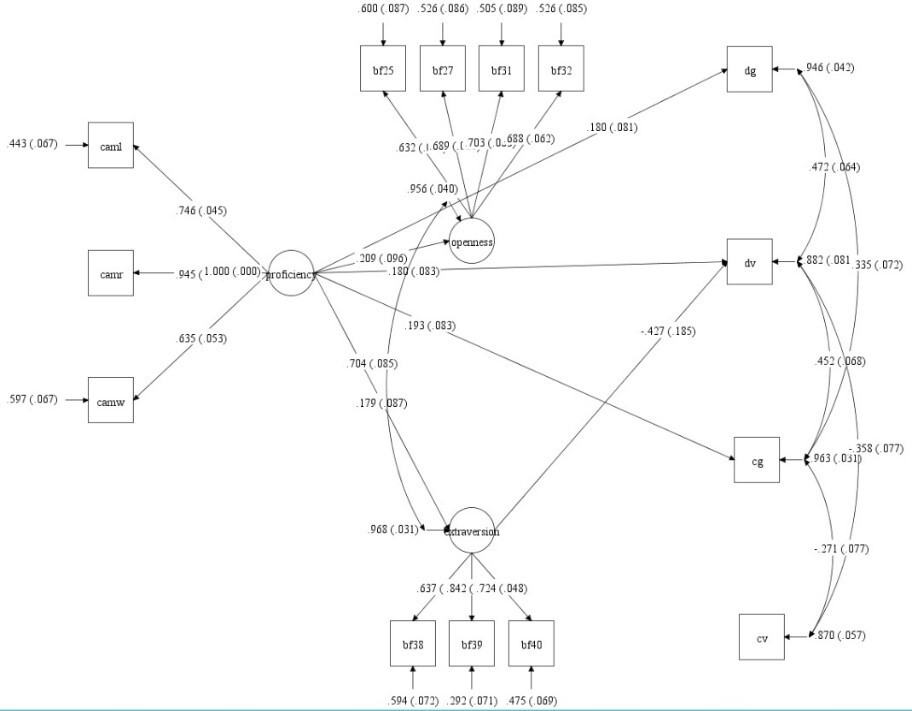 .600 (.087) .526 (.086) .505 (.089) .526 (.085)
bf25 bf27 bf31 bf32
dg
.946 (.042)
.443 (.067)
caml
.180 (.081)
.632 .689 .703 .688 (.062)
.472 (.064)
.956 (.040)
.746 (.045)
openness
.209 (.096)
.180 (.083)
dv
.882 (.081
.335 (.072)
camr
.945 (
1.000 (.000)
proficiency
.193 (.083)
-.427 (.185)
.635 (.053)
.704 (.085)
.452 (.068)
.597 (.067)
camw
.179 (.087)
-.358 (.077)
cg
.963 (.031)
.968 (.031)
extraversion
-.271 (.077)
.637 ( .842 ( .724 (.048)
bf38 bf39 bf40
cv
.870 (.057)
.594 (.072) .292 (.071) .475 (.069)